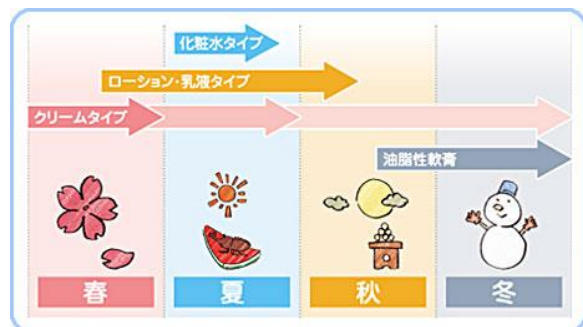 化粧水タイプ
ローション・乳液タイプ
クリームタイプ
油脂性軟膏
春
夏
秋
冬